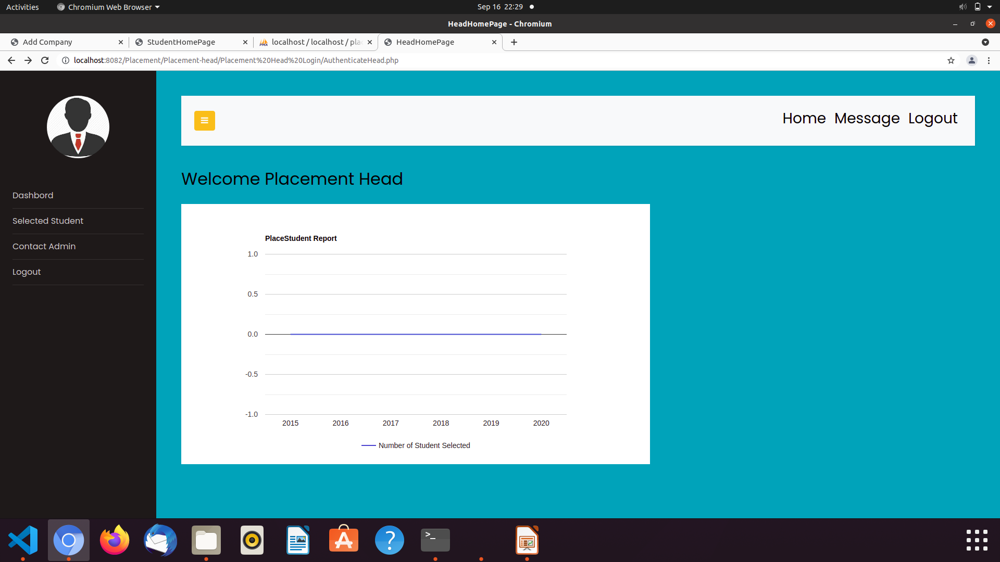 Activities
Chromium Web Browser
Sep 16 22:29
HeadHomePage - Chromium
Add Company
StudentHomePage
PMA
localhost / localhost / pla
HeadHomePage
localhost:8082/Placement/Placement-head/Placement%20Head%20Login/AuthenticateHead.php
Home Message Logout
Welcome Placement Head
Dashbord
Selected Student
Contact Admin
Logout
PlaceStudent Report
1.0
0.5
0.0
-0.5
-1.0
2015 2016 2017 2018 2019 2020
Number of Student Selected
A
?
>_